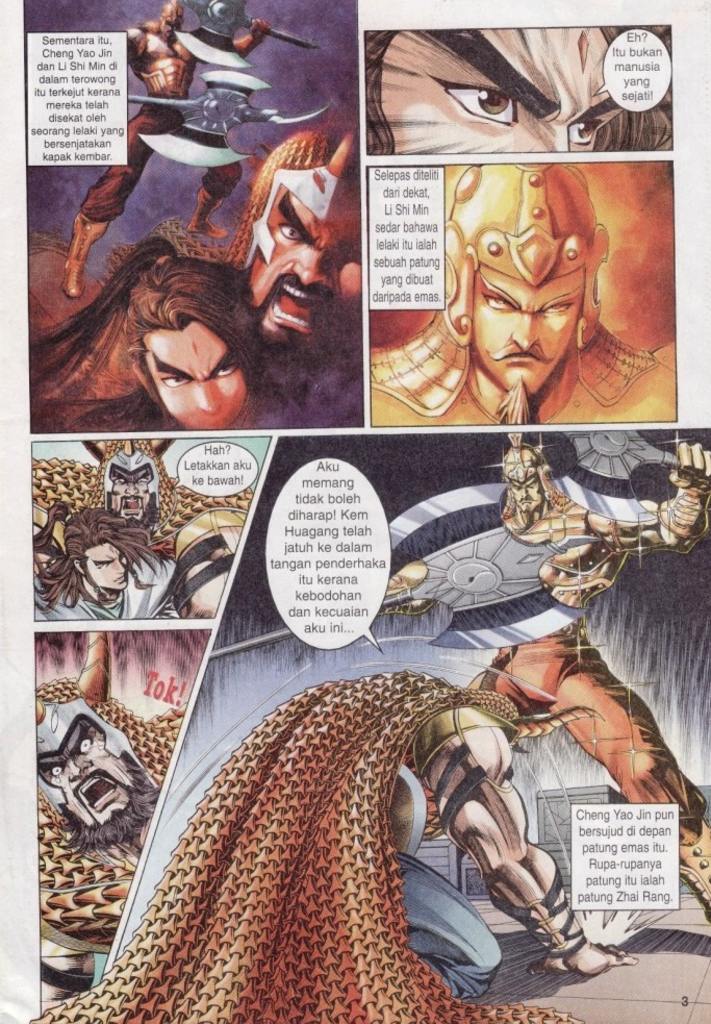 Sementara itu,
Cheng Yao Jin
dan Li Shi Min di
dalam terowong
itu terkejut kerana
mereka telah
disekat oleh
seorang lelaki yang
bersenjatakan
kapak kembar.
Eh?
Itu bukan
manusia
yang
sejati!
Selepas diteliti
dari dekat,
Li Shi Min
sedar bahawa
lelaki itu ialah
sebuah patung
yang dibuat
daripada emas.
Hah?
Letakkan aku
ke bawah!
Tok!
Aku
memang
tidak boleh
diharap! Kem
Huagang telah
jatuh ke dalam
tangan penderhaka
itu kerana
kebodohan
dan kecuaian
aku ini...
Cheng Yao Jin pun
bersujud di depan
patung emas itu.
Rupa-rupanya
patung itu ialah
patung Zhai Rang.
3